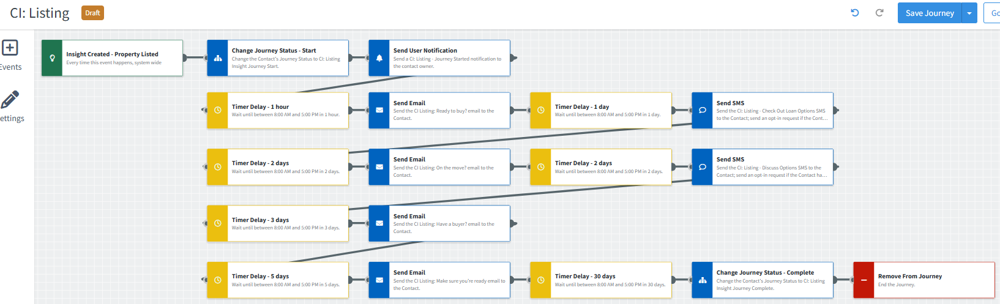 CI: Listing
Draft
Save Journey
Go
Events
Settings
Insight Created - Property Listed
Every time this event happens, system wide
Change Journey Status - Start
Change the Contact's Journey Status to CI: Listing
Insight Journey Start.
Send User Notification
Send a CI: Listing - Journey Started notification to
the contact owner.
Timer Delay - 1 hour
Wait until between 8:00 AM and 5:00 PM in 1 hour.
Send Email
Send the CI Listing: Ready to buy? email to the
Contact.
Timer Delay - 1 day
Wait until between 8:00 AM and 5:00 PM in 1 day.
Send SMS
Send the CI: Listing - Check Out Loan Options SMS
to the Contact; send an opt-in request if the Cont...
Timer Delay - 2 days
Wait until between 8:00 AM and 5:00 PM in 2 days.
Send Email
Send the CI Listing: On the move? email to the
Contact.
Timer Delay - 2 days
Wait until between 8:00 AM and 5:00 PM in 2 days.
Send SMS
Send the CI: Listing - Discuss Options SMS to the
Contact; send an opt-in request if the Contact ha...
Timer Delay - 3 days
Wait until between 8:00 AM and 5:00 PM in 3 days.
Send Email
Send the CI Listing: Have a buyer? email to the
Contact.
Timer Delay - 5 days
Wait until between 8:00 AM and 5:00 PM in 5 days.
Send Email
Send the CI Listing: Make sure you're ready email to
the Contact.
Timer Delay - 30 days
Wait until between 8:00 AM and 5:00 PM in 30 days.
Change Journey Status - Complete
Change the Contact's Journey Status to CI: Listing
Insight Journey Complete.
Remove From Journey
End the Journey.